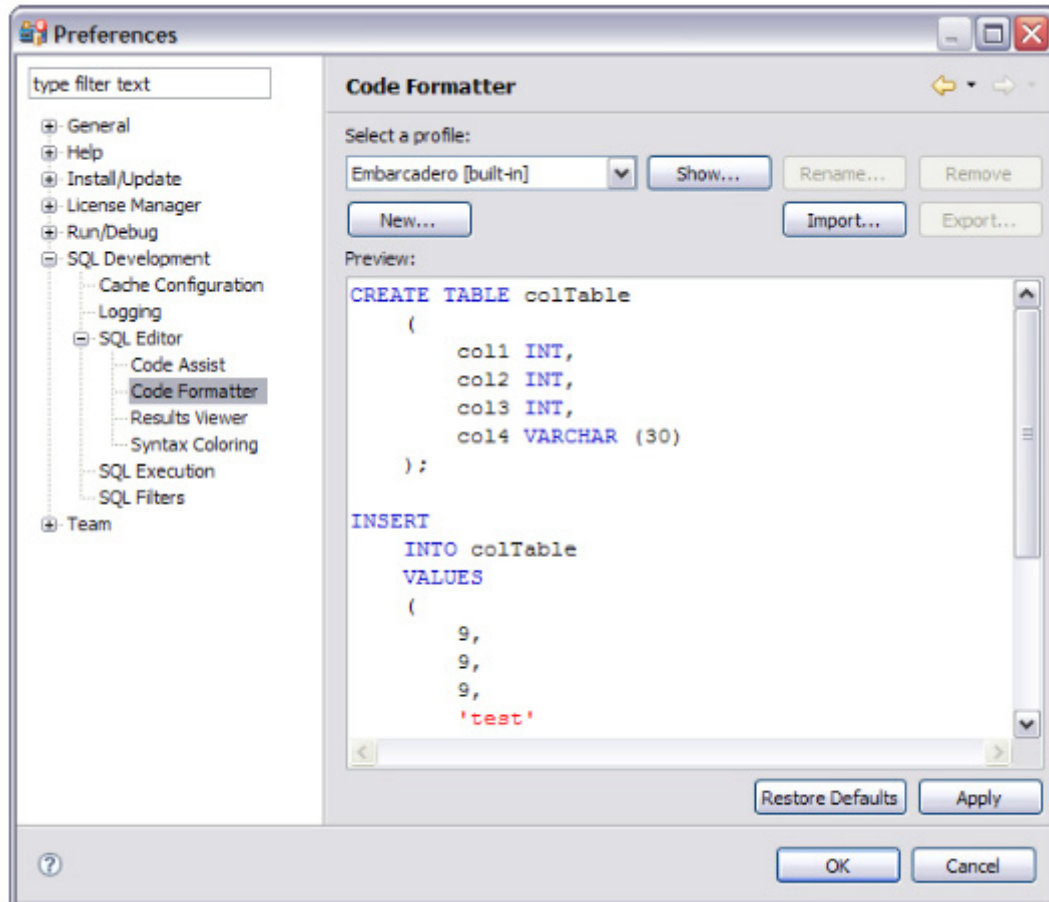 Preferences
type filter text
General
Help
Install/Update
License Manager
Run/Debug
SQL Development
Cache Configuration
Logging
SQL Editor
Code Assist
Code Formatter
Results Viewer
Syntax Coloring
SQL Execution
SQL Filters
Team
Code Formatter
Select a profile:
Embarcadero [built-in] Show... Rename... Remove
New... Import... Export...
Preview:
CREATE TABLE colTable
(
col1 INT,
col2 INT,
col3 INT,
col4 VARCHAR (30)
);
INSERT
INTO colTable
VALUES
(
9,
9,
9,
'test'
Restore Defaults Apply
? OK Cancel